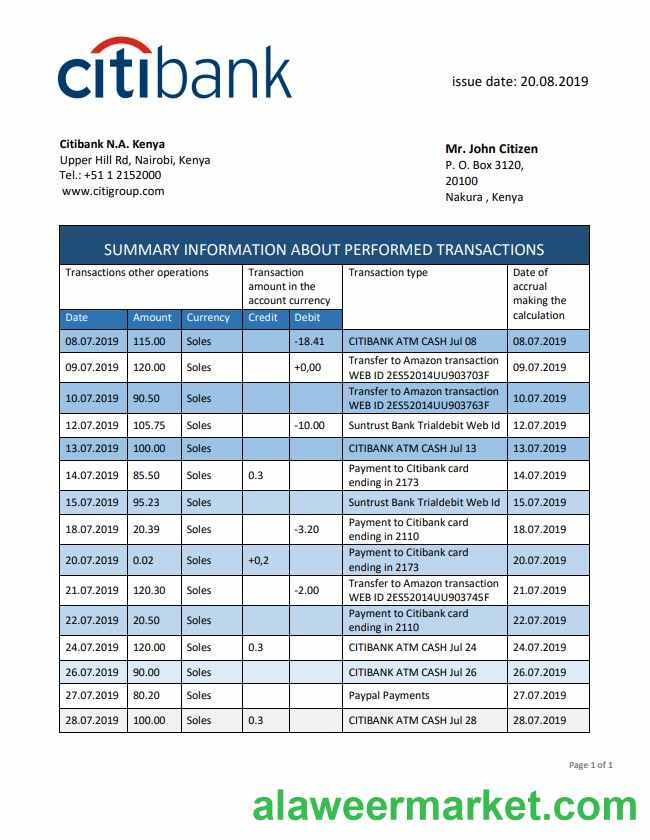 citibank
issue date: 20.08.2019
Citibank N.A. Kenya
Upper Hill Rd, Nairobi, Kenya
Tel.: +51 1 2152000
www.citigroup.com
Mr. John Citizen
P. O. Box 3120,
20100
Nakura , Kenya
SUMMARY INFORMATION ABOUT PERFORMED TRANSACTIONS
Transactions other operations
Transaction
amount in the
account currency
Transaction type
Date of
accrual
making the
calculation
Date Amount Currency Credit Debit
08.07.2019 115.00 Soles -18.41 CITIBANK ATM CASH Jul 08 08.07.2019
09.07.2019 120.00 Soles +0,00 Transfer to Amazon transaction
WEB ID 2ES52014UU903703F 09.07.2019
10.07.2019 90.50 Soles Transfer to Amazon transaction
WEB ID 2ES52014UU903763F 10.07.2019
12.07.2019 105.75 Soles -10.00 Suntrust Bank Trialdebit Web Id 12.07.2019
13.07.2019 100.00 Soles CITIBANK ATM CASH Jul 13 13.07.2019
14.07.2019 85.50 Soles 0.3 Payment to Citibank card
ending in 2173 14.07.2019
15.07.2019 95.23 Soles Suntrust Bank Trialdebit Web Id 15.07.2019
18.07.2019 20.39 Soles -3.20 Payment to Citibank card
ending in 2110 18.07.2019
20.07.2019 0.02 Soles +0,2 Payment to Citibank card
ending in 2173 20.07.2019
21.07.2019 120.30 Soles -2.00 Transfer to Amazon transaction
WEB ID 2ES52014UU903745F 21.07.2019
22.07.2019 20.50 Soles Payment to Citibank card
ending in 2110 22.07.2019
24.07.2019 120.00 Soles 0.3 CITIBANK ATM CASH Jul 24 24.07.2019
26.07.2019 90.00 Soles CITIBANK ATM CASH Jul 26 26.07.2019
27.07.2019 80.20 Soles Paypal Payments 27.07.2019
28.07.2019 100.00 Soles 0.3 CITIBANK ATM CASH Jul 28 28.07.2019
Page 1 of 1
alaweermarket.com